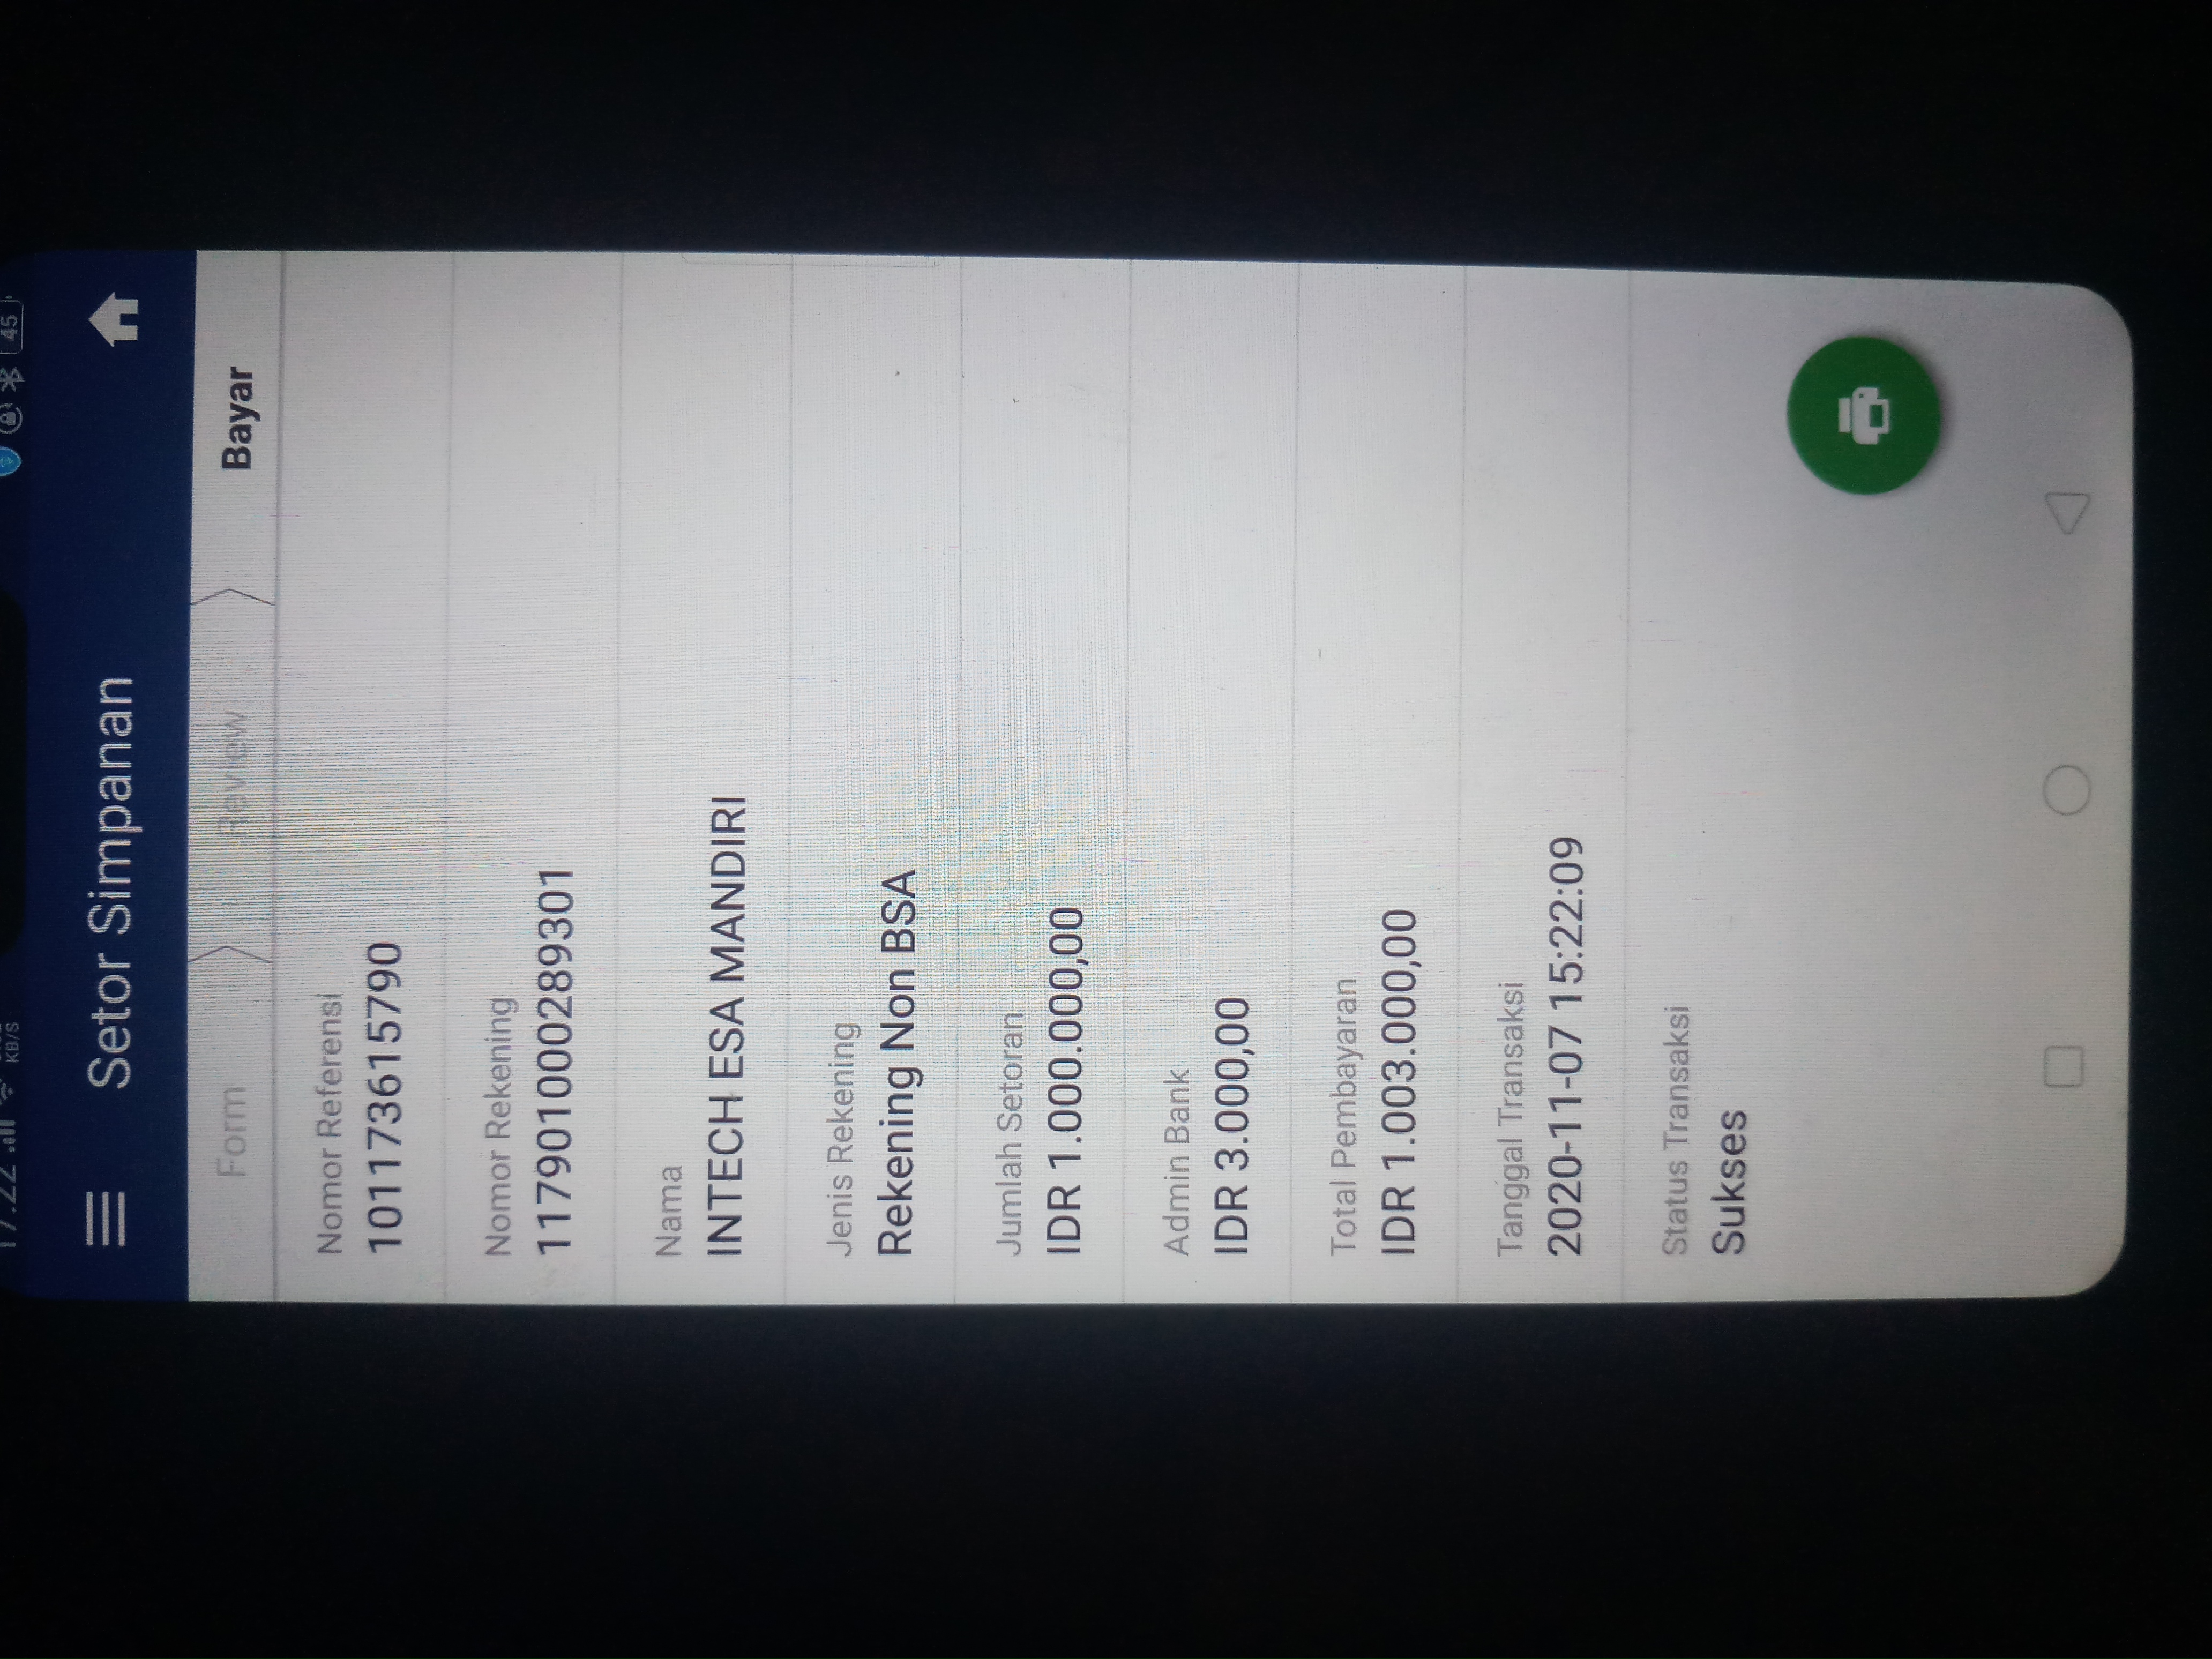 17.22
KB/S
45
Setor Simpanan
Form
Review
Bayar
Nomor Referensi
101173615790
Nomor Rekening
117901000289301
Nama
INTECH ESA MANDIRI
Jenis Rekening
Rekening Non BSA
Jumlah Setoran
IDR 1.000.000,00
Admin Bank
IDR 3.000,00
Total Pembayaran
IDR 1.003.000,00
Tanggal Transaksi
2020-11-07 15:22:09
Status Transaksi
Sukses